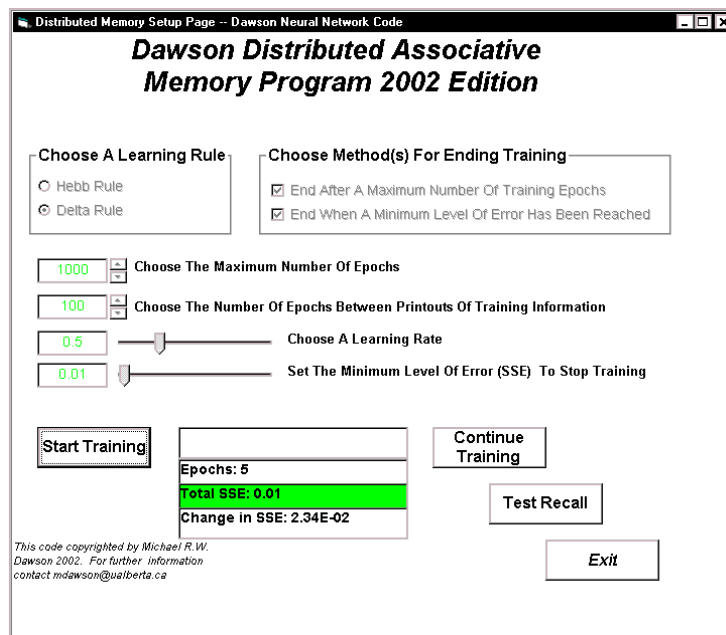 Distributed Memory Setup Page -- Dawson Neural Network Code
Dawson Distributed Associative
Memory Program 2002 Edition
Choose A Learning Rule
Hebb Rule
Delta Rule
Choose Method(s) For Ending Training
End After A Maximum Number Of Training Epochs
End When A Minimum Level Of Error Has Been Reached
1000 Choose The Maximum Number Of Epochs
100 Choose The Number Of Epochs Between Printouts Of Training Information
0.5 Choose A Learning Rate
0.01 Set The Minimum Level Of Error (SSE) To Stop Training
Start Training
Epochs: 5
Total SSE: 0.01
Change in SSE: 2.34E-02
Continue
Training
Test Recall
Exit
This code copyrighted by Michael R.W.
Dawson 2002. For further information
contact mdawson@ualberta.ca